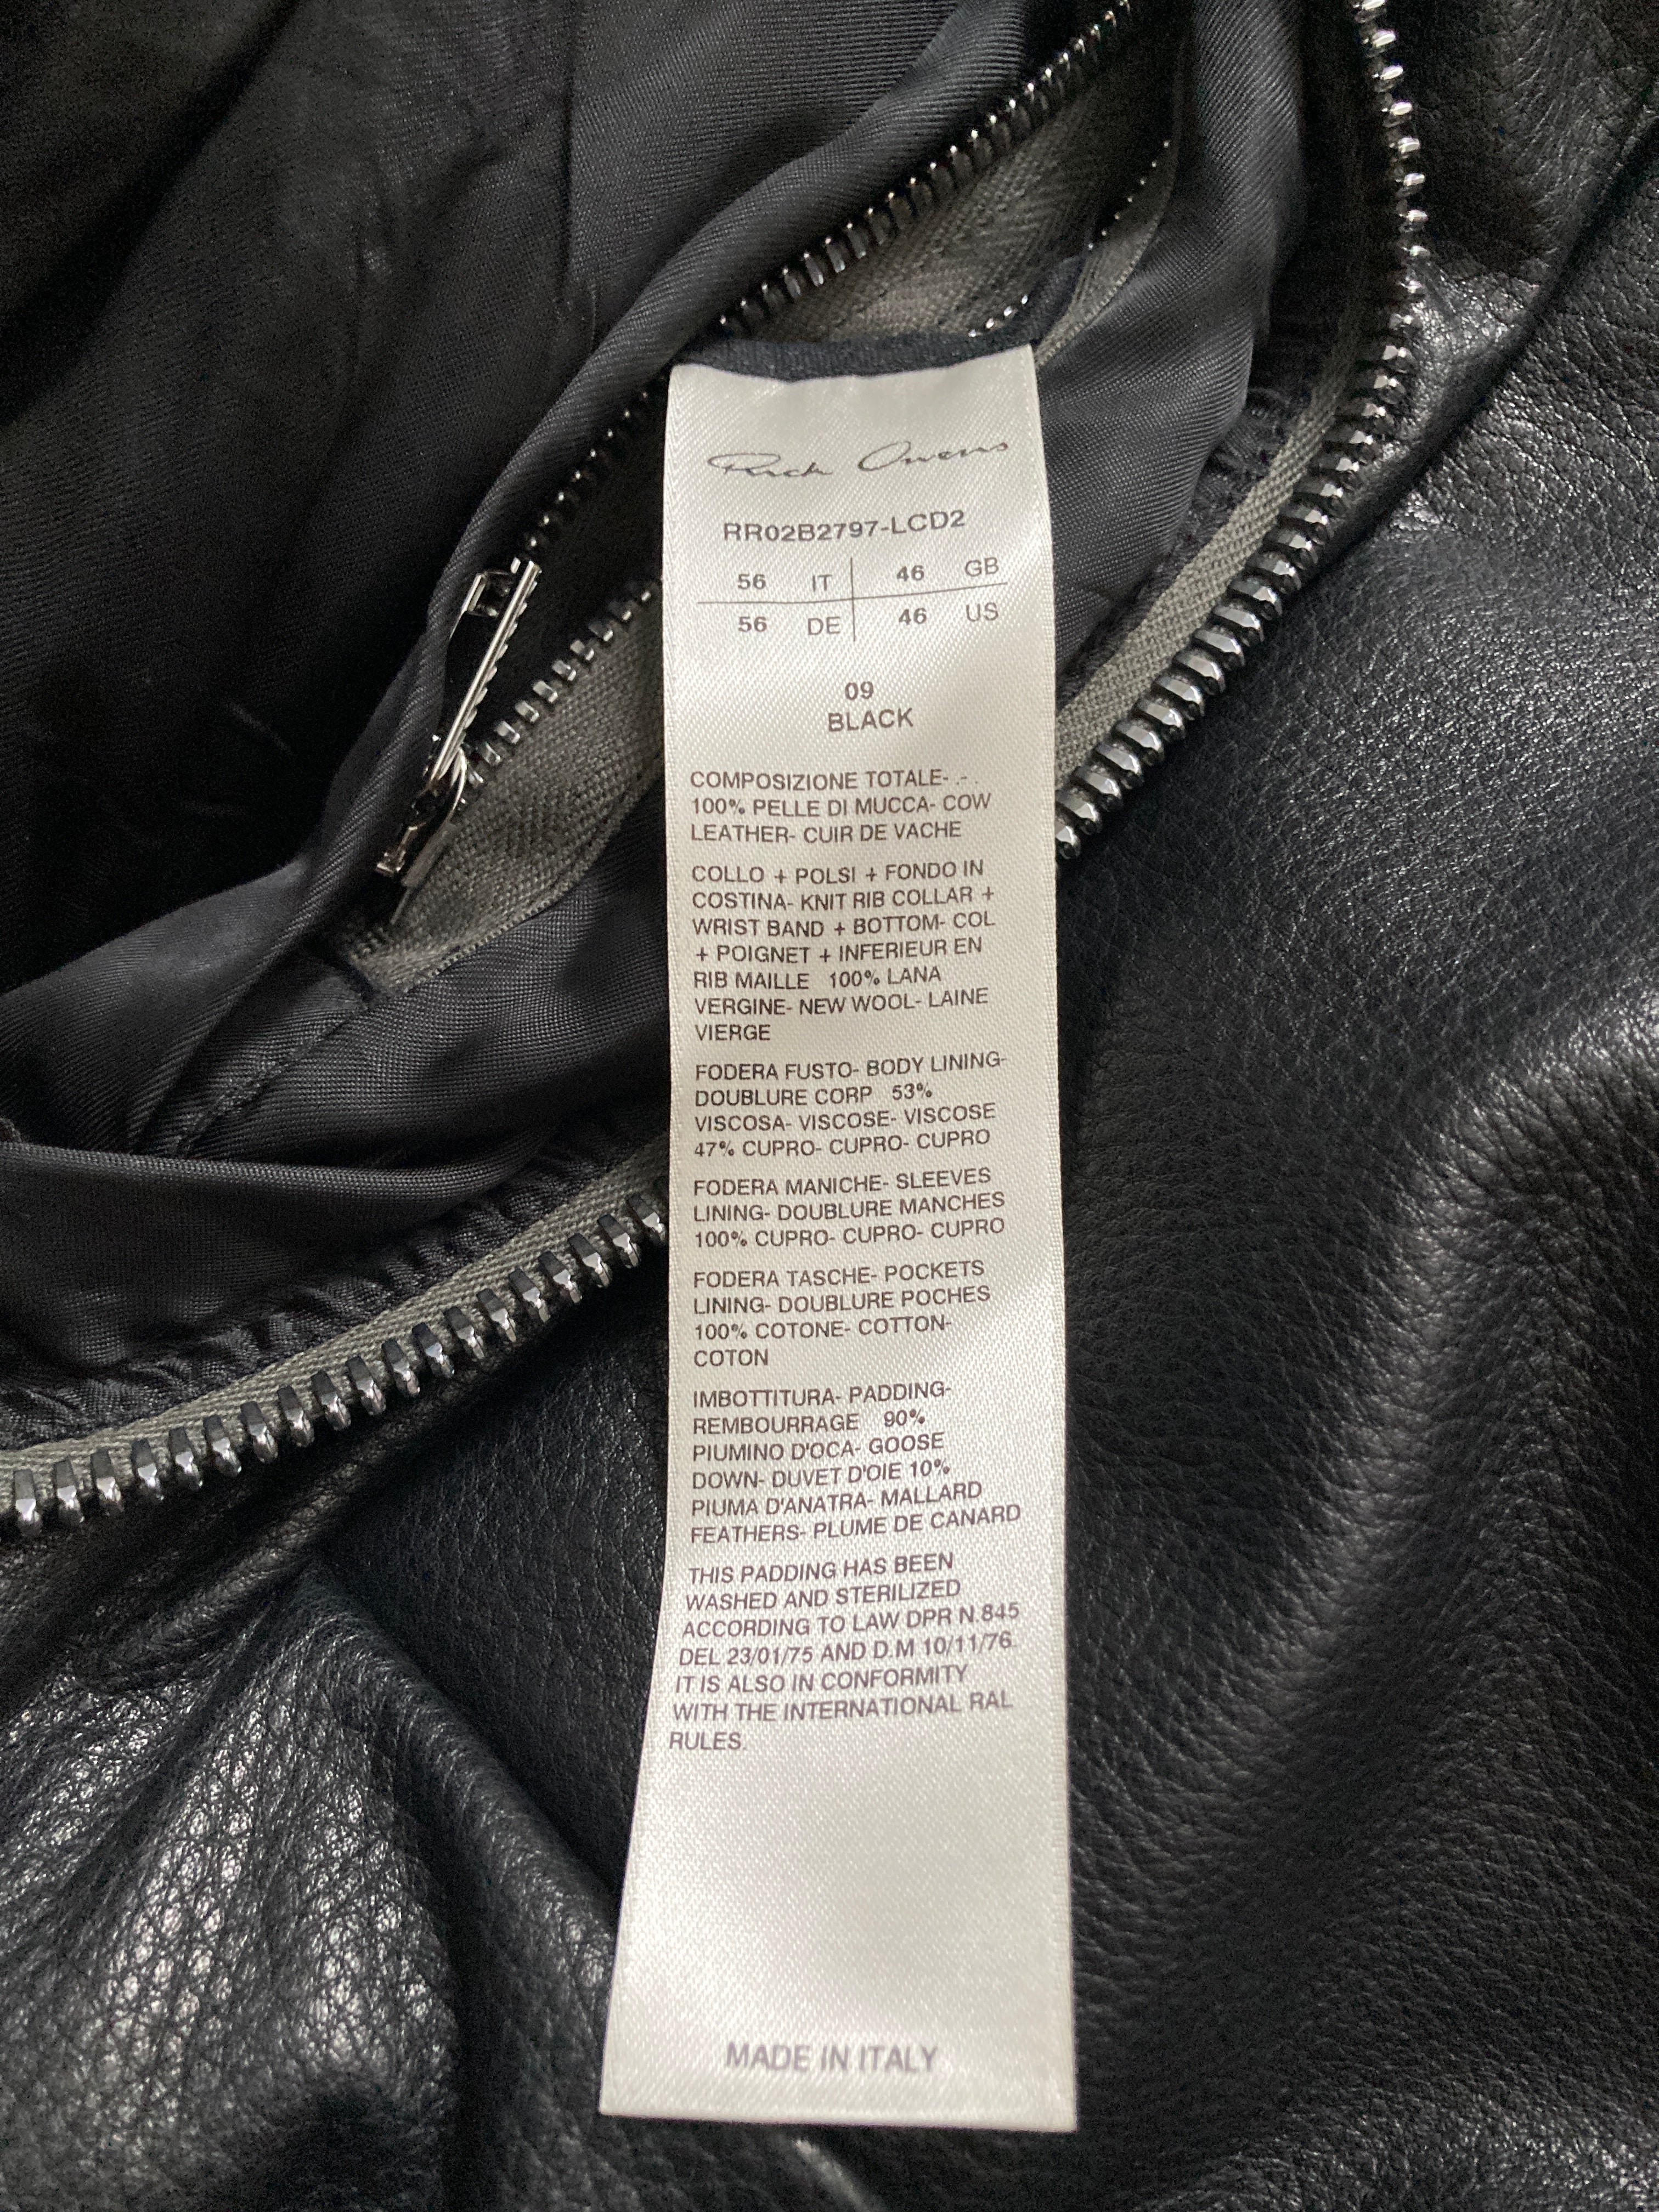 Rick Owens
RR02B2797-LCD2
56 IT 46 GB
56 DE 46 US
09
BLACK
COMPOSIZIONE TOTALE- .- .
100% PELLE DI MUCCA- COW
LEATHER- CUIR DE VACHE
COLLO + POLSI + FONDO IN
COSTINA- KNIT RIB COLLAR +
WRIST BAND + BOTTOM- COL
+ POIGNET + INFERIEUR EN
RIB MAILLE 100% LANA
VERGINE- NEW WOOL- LAINE
VIERGE
FODERA FUSTO- BODY LINING-
DOUBLURE CORP 53%
VISCOSA- VISCOSE- VISCOSE
47% CUPRO- CUPRO- CUPRO
FODERA MANICHE- SLEEVES
LINING- DOUBLURE MANCHES
100% CUPRO- CUPRO- CUPRO
FODERA TASCHE- POCKETS
LINING- DOUBLURE POCHES
100% COTONE- COTTON-
COTON
IMBOTTITURA- PADDING-
REMBOURRAGE 90%
PIUMINO D'OCA- GOOSE
DOWN- DUVET D'OIE 10%
PIUMA D'ANATRA- MALLARD
FEATHERS- PLUME DE CANARD
THIS PADDING HAS BEEN
WASHED AND STERILIZED
ACCORDING TO LAW DPR N.845
DEL 23/01/75 AND D.M 10/11/76.
IT IS ALSO IN CONFORMITY
WITH THE INTERNATIONAL RAL
RULES.
MADE IN ITALY